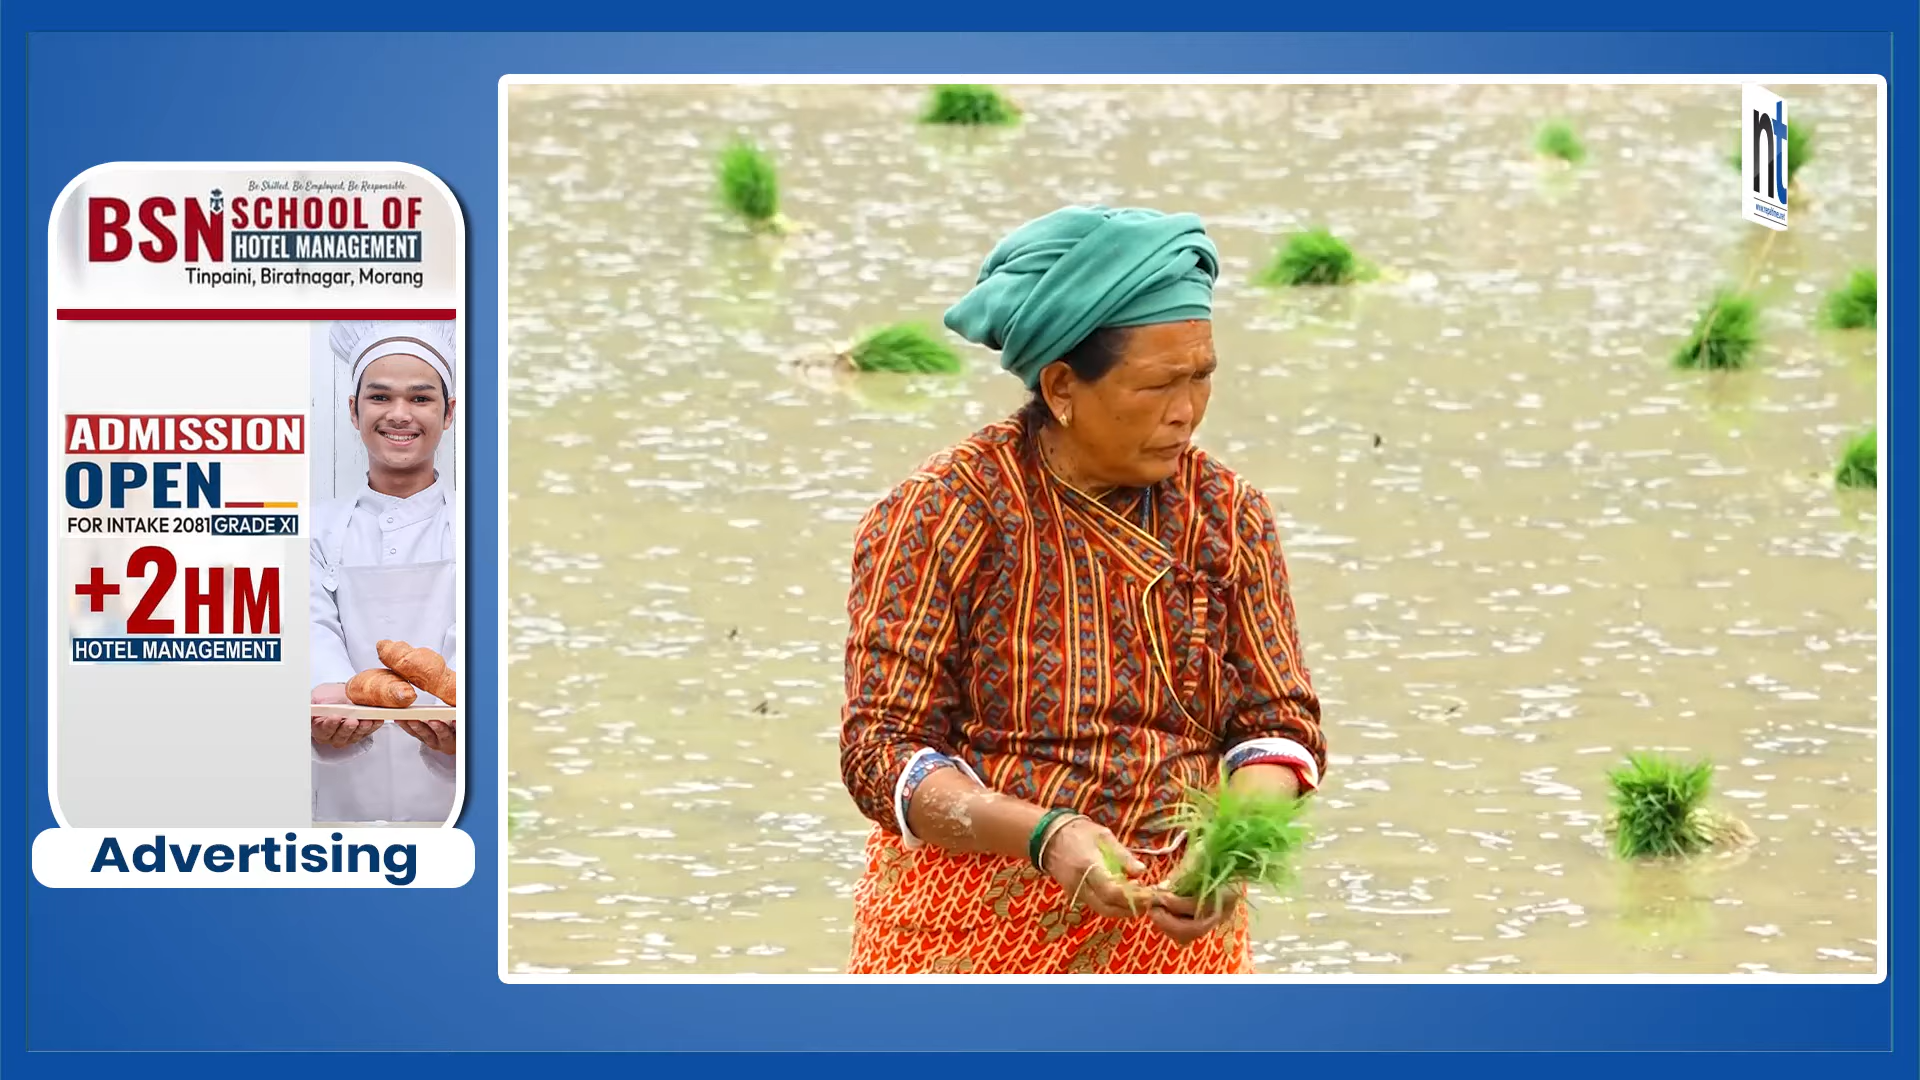 Be Skilled, Be Employed, Be Responsible
BSN SCHOOL OF
HOTEL MANAGEMENT
Tinpaini, Biratnagar, Morang
ADMISSION
OPEN
FOR INTAKE 2081 GRADE XI
+2HM
HOTEL MANAGEMENT
Advertising
nt